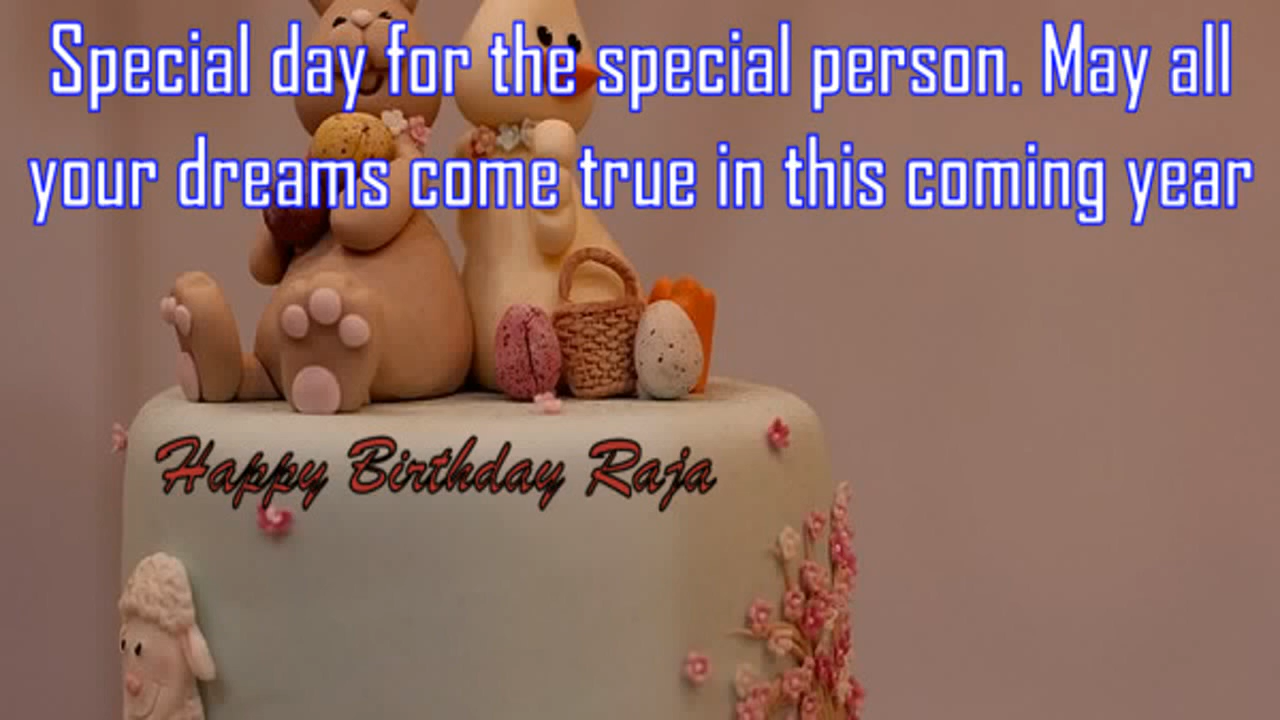 Special day for the special person. May all
your dreams come true in this coming year
Happy Birthday Raja